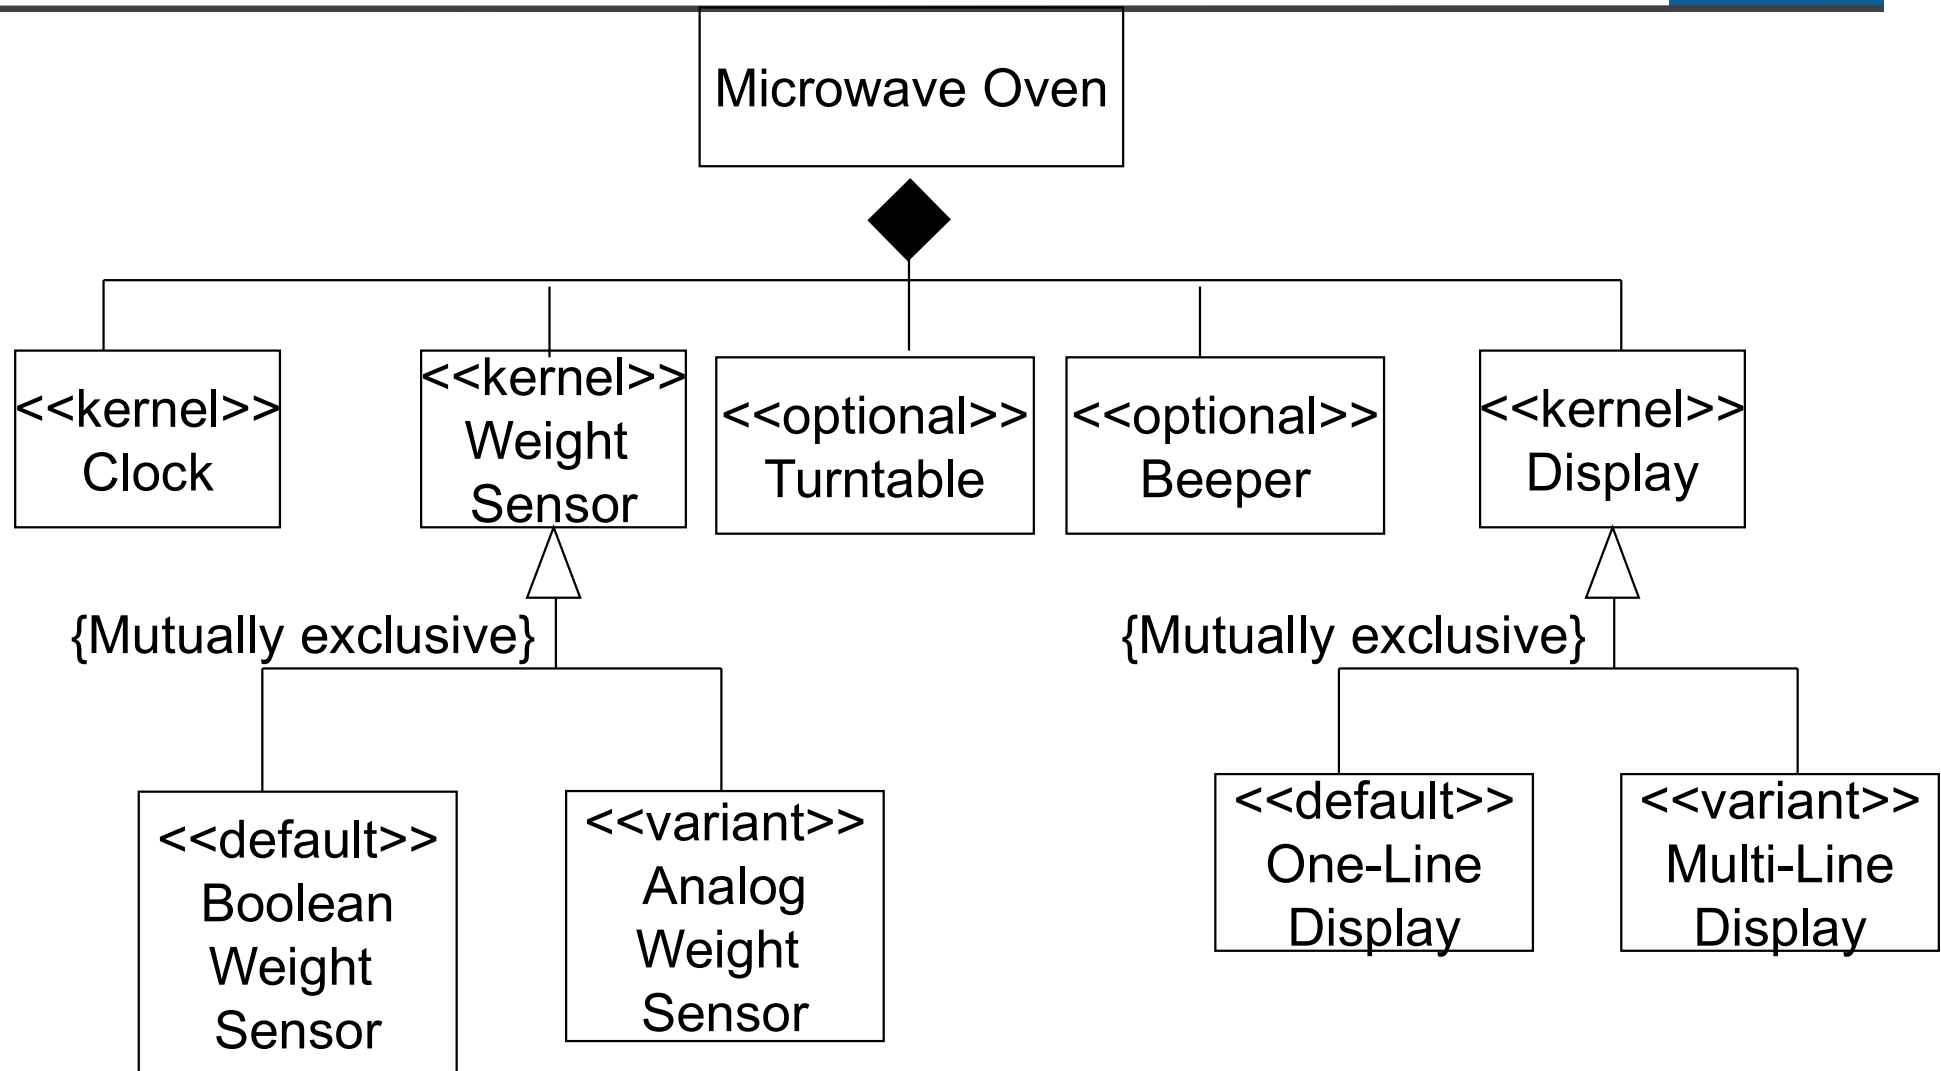 Microwave Oven
<<kernel>>
Clock
<<kernel>>
Weight
Sensor
<<optional>>
Turntable
<<optional>>
Beeper
<<kernel>>
Display
{Mutually exclusive}
{Mutually exclusive}
<<default>>
Boolean
Weight
Sensor
<<variant>>
Analog
Weight
Sensor
<<default>>
One-Line
Display
<<variant>>
Multi-Line
Display